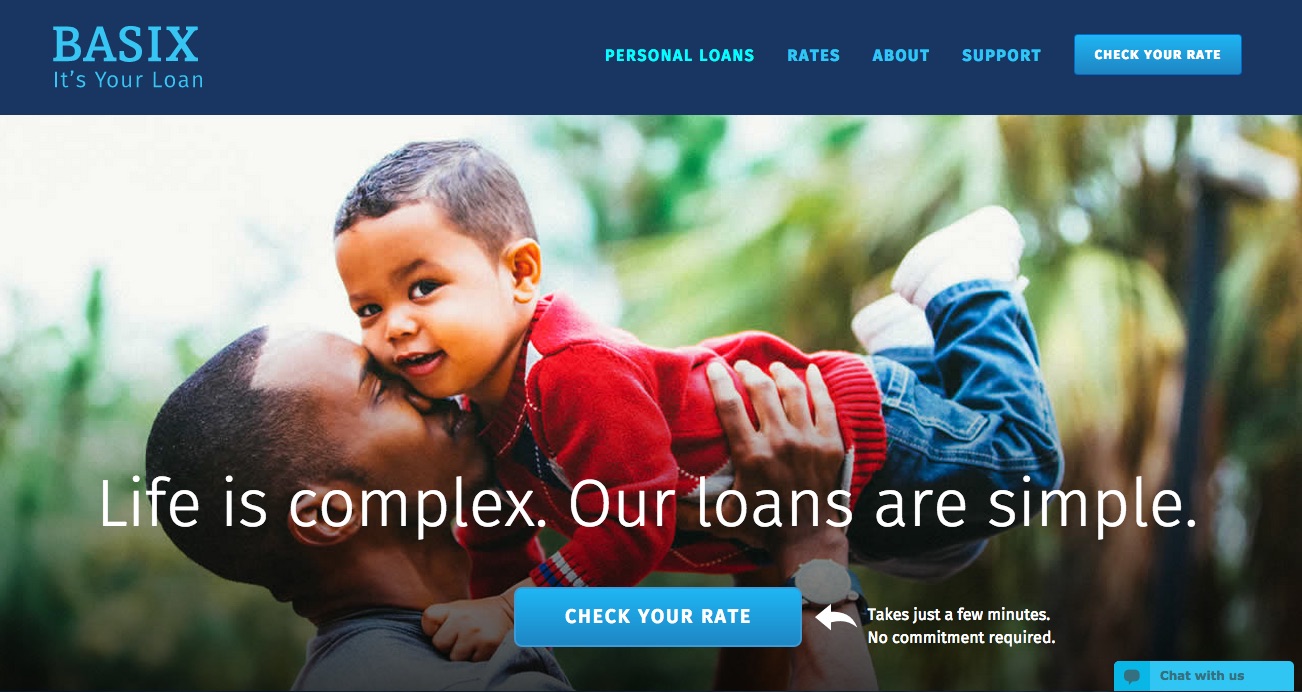 BASIX
It's Your Loan
PERSONAL LOANS
RATES
ABOUT
SUPPORT
CHECK YOUR RATE
Life is complex. Our loans are simple.
CHECK YOUR RATE
Takes just a few minutes.
No commitment required.
Chat with us